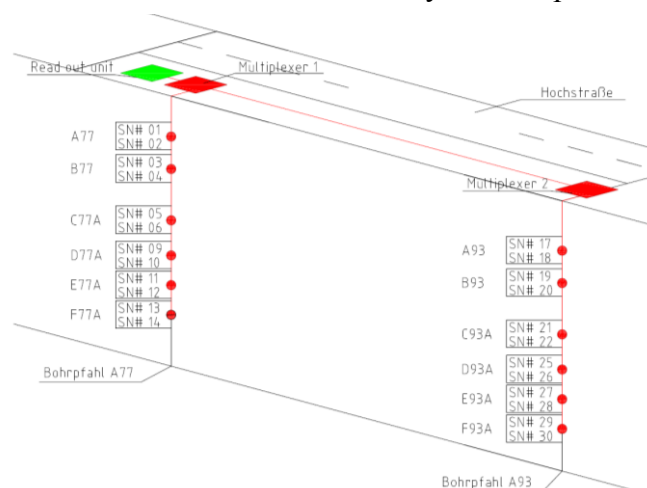 Read out unit
Multiplexer 1
Hochstraße
A77
SN# 01
SN# 02
B77
SN# 03
SN# 04
C77A
SN# 05
SN# 06
D77A
SN# 09
SN# 10
E77A
SN# 11
SN# 12
F77A
SN# 13
SN# 14
Bohrpfahl A77
Multiplexer 2
A93
SN# 17
SN# 18
B93
SN# 19
SN# 20
C93A
SN# 21
SN# 22
D93A
SN# 25
SN# 26
E93A
SN# 27
SN# 28
F93A
SN# 29
SN# 30
Bohrpfahl A93